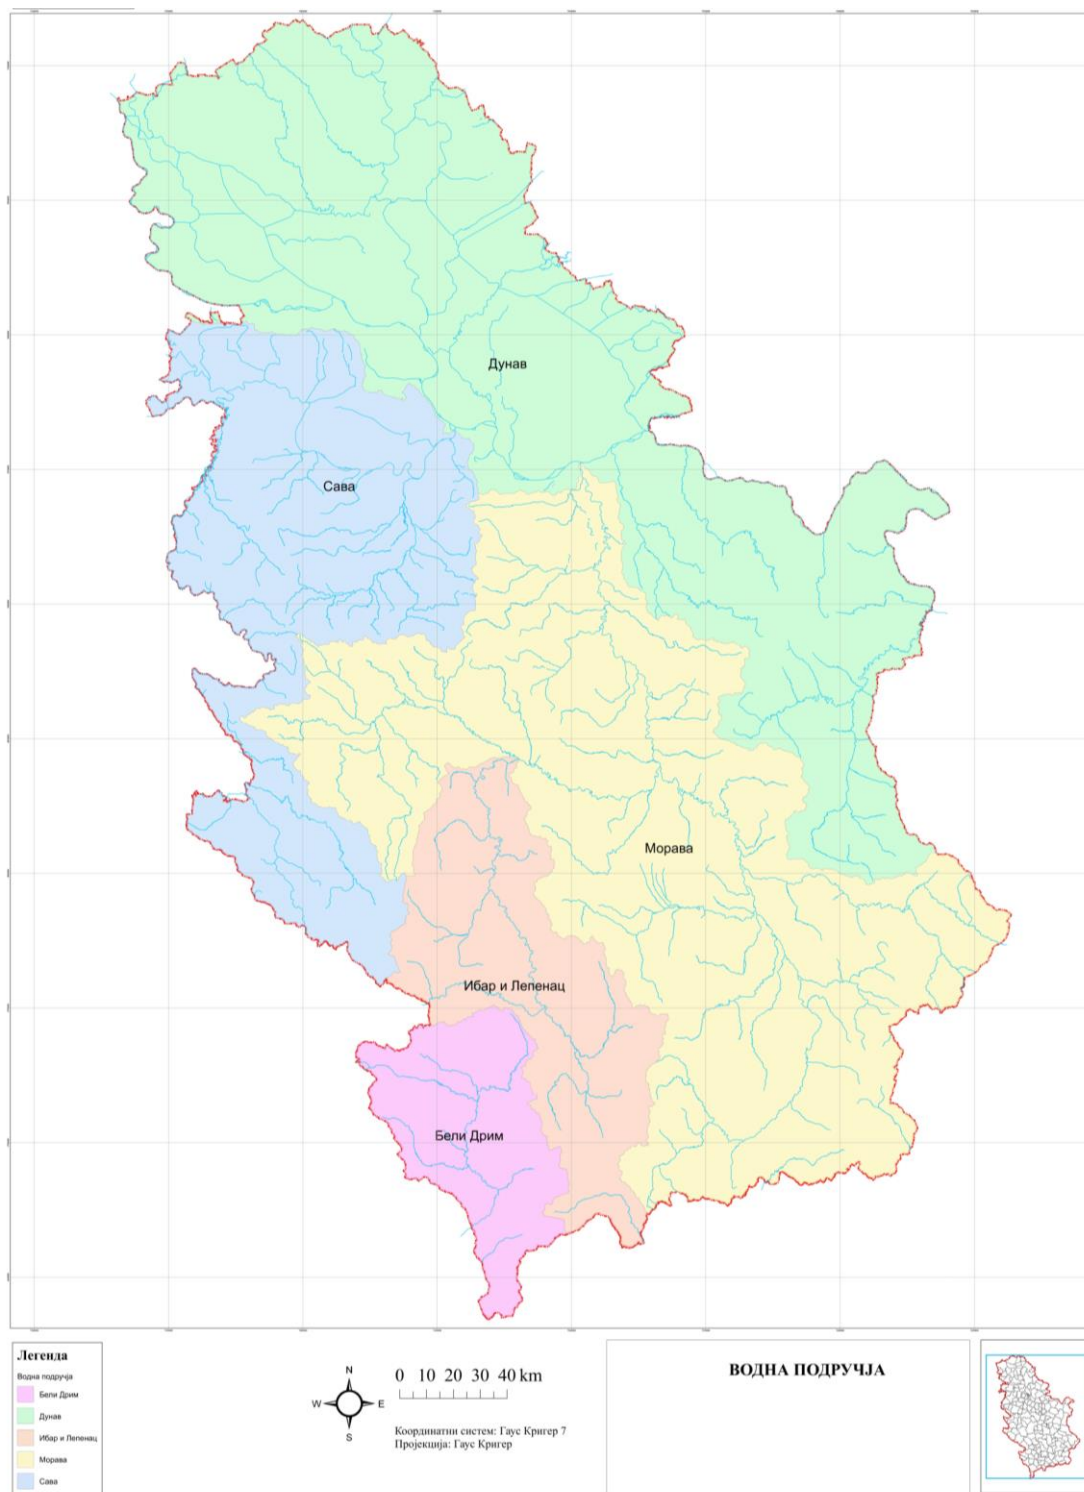 Дунав
Сава
Морава
Ибар и Лепенац
Бели Дрим
Легенда
Водна подручја
Бели Дрим
Дунав
Ибар и Лепенац
Морава
Сава
N
W E
S
0 10 20 30 40 km
Координатни систем: Гаус Кригер 7
Пројекција: Гаус Кригер
ВОДНА ПОДРУЧЈА